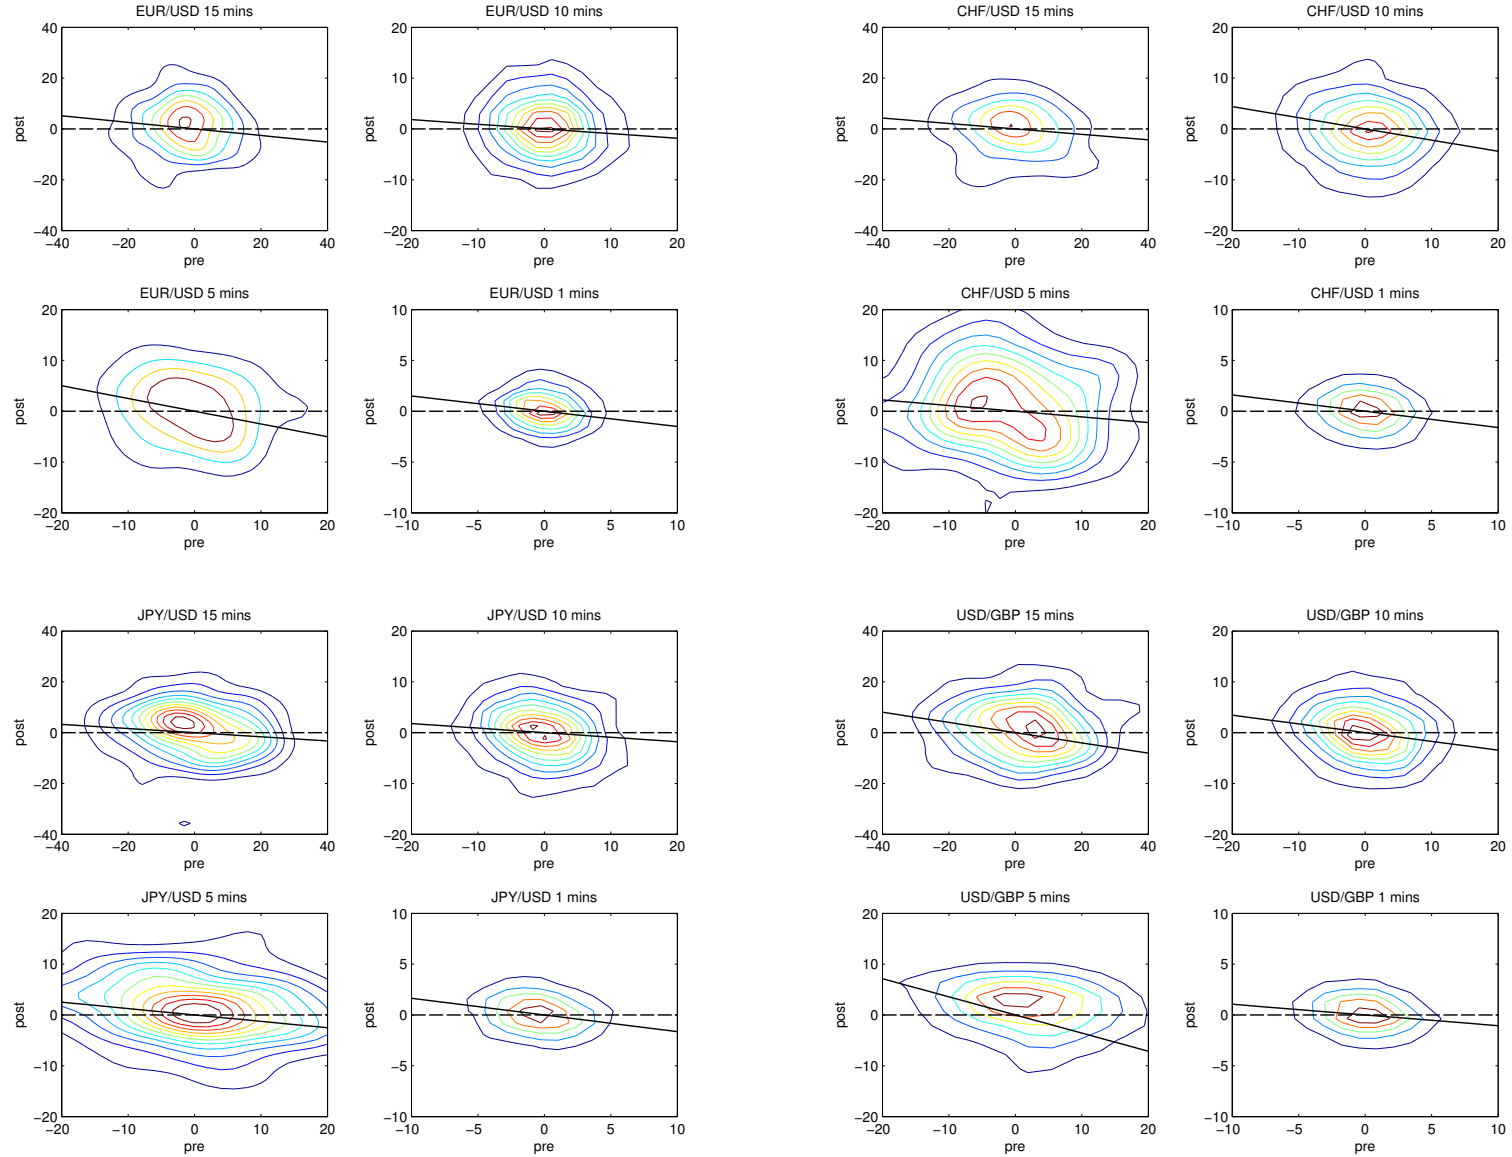 EUR/USD 15 mins
40
20
0
−20
−40
−40 −20 0 20 40
pre
post
EUR/USD 10 mins
20
10
0
−10
−20
−20 −10 0 10 20
pre
post
CHF/USD 15 mins
40
20
0
−20
−40
−40 −20 0 20 40
pre
post
CHF/USD 10 mins
20
10
0
−10
−20
−20 −10 0 10 20
pre
post
EUR/USD 5 mins
20
10
0
−10
−20
−20 −10 0 10 20
pre
post
EUR/USD 1 mins
10
5
0
−5
−10
−10 −5 0 5 10
pre
post
CHF/USD 5 mins
20
10
0
−10
−20
−20 −10 0 10 20
pre
post
CHF/USD 1 mins
10
5
0
−5
−10
−10 −5 0 5 10
pre
post
JPY/USD 15 mins
40
20
0
−20
−40
−40 −20 0 20 40
pre
post
JPY/USD 10 mins
20
10
0
−10
−20
−20 −10 0 10 20
pre
post
USD/GBP 15 mins
40
20
0
−20
−40
−40 −20 0 20 40
pre
post
USD/GBP 10 mins
20
10
0
−10
−20
−20 −10 0 10 20
pre
post
JPY/USD 5 mins
20
10
0
−10
−20
−20 −10 0 10 20
pre
post
JPY/USD 1 mins
10
5
0
−5
−10
−10 −5 0 5 10
pre
post
USD/GBP 5 mins
20
10
0
−10
−20
−20 −10 0 10 20
pre
post
USD/GBP 1 mins
10
5
0
−5
−10
−10 −5 0 5 10
pre
post